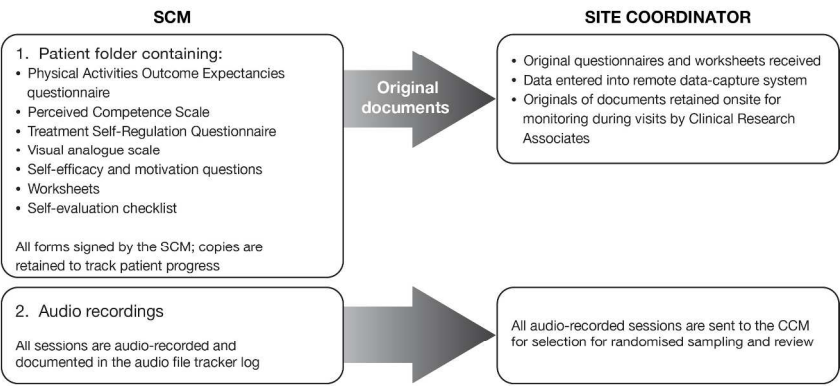 SCM
1. Patient folder containing:
• Physical Activities Outcome Expectancies
questionnaire
• Perceived Competence Scale
• Treatment Self-Regulation Questionnaire
• Visual analogue scale
• Self-efficacy and motivation questions
• Worksheets
• Self-evaluation checklist
All forms signed by the SCM; copies are
retained to track patient progress
Original
documents
SITE COORDINATOR
• Original questionnaires and worksheets received
• Data entered into remote data-capture system
• Originals of documents retained onsite for
monitoring during visits by Clinical Research
Associates
2. Audio recordings
All sessions are audio-recorded and
documented in the audio file tracker log
All audio-recorded sessions are sent to the CCM
for selection for randomised sampling and review